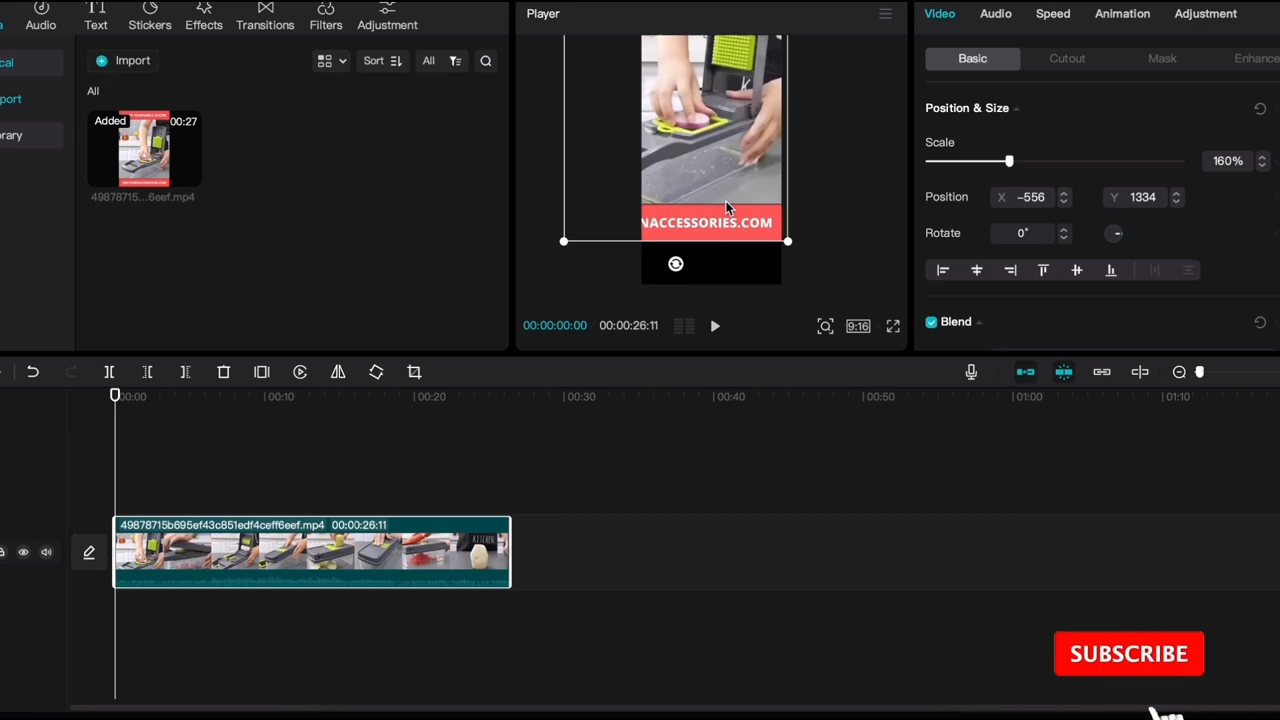 Audio
Text
Stickers
Effects
Transitions
Filters
Adjustment
Import
Sort
All
All
Added
00:27
49878715...6eef.mp4
Player
NACCESSORIES.COM
00:00:00:00
00:00:26:11
9:16
Video
Audio
Speed
Animation
Adjustment
Basic
Cutout
Mask
Enhance
Position & Size
Scale
160%
Position
X -556
Y 1334
Rotate
0°
Blend
00:00
00:10
00:20
00:30
00:40
00:50
01:00
01:10
49878715b695ef43c851edf4ceff6eef.mp4 00:00:26:11
KITCHEN
SUBSCRIBE